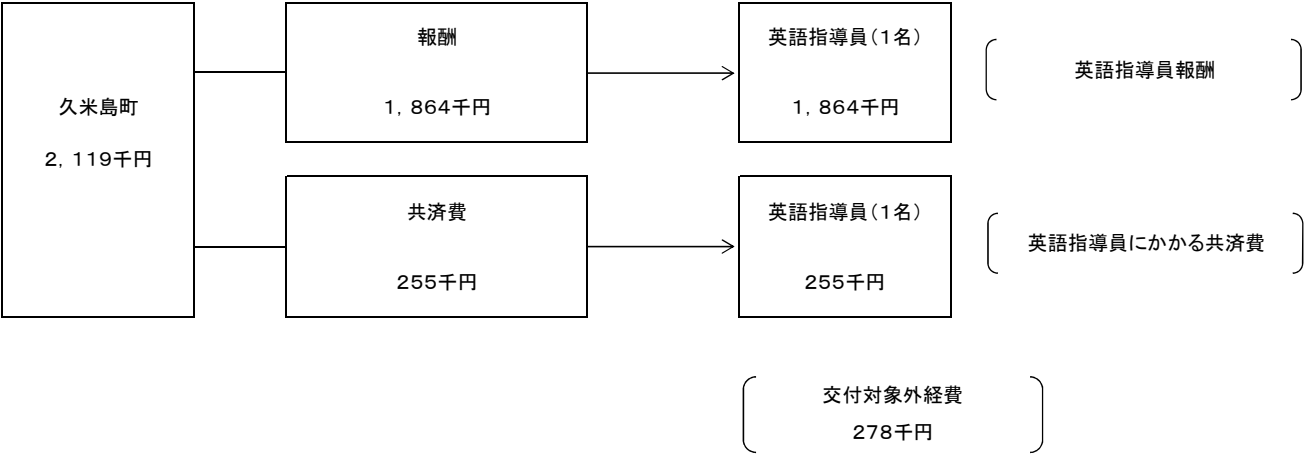 久米島町
2，119千円
報酬
1，864千円
英語指導員（1名）
1，864千円
英語指導員報酬
共済費
255千円
英語指導員（1名）
255千円
英語指導員にかかる共済費
交付対象外経費
278千円